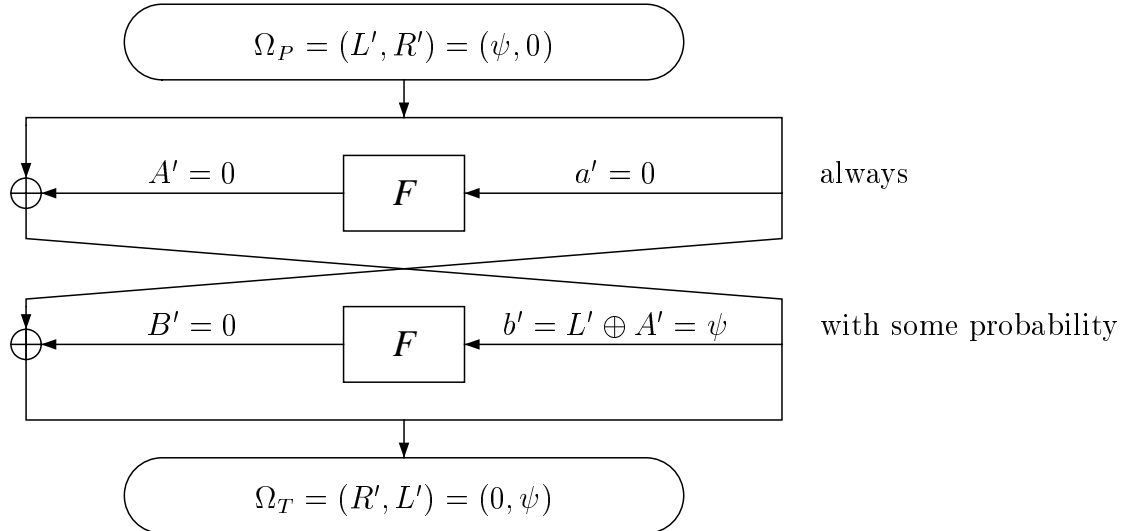 Ω_P = (L′, R′) = (ψ, 0)
A′ = 0
F
a′ = 0
always
B′ = 0
F
b′ = L′ ⊕ A′ = ψ
with some probability
Ω_T = (R′, L′) = (0, ψ)